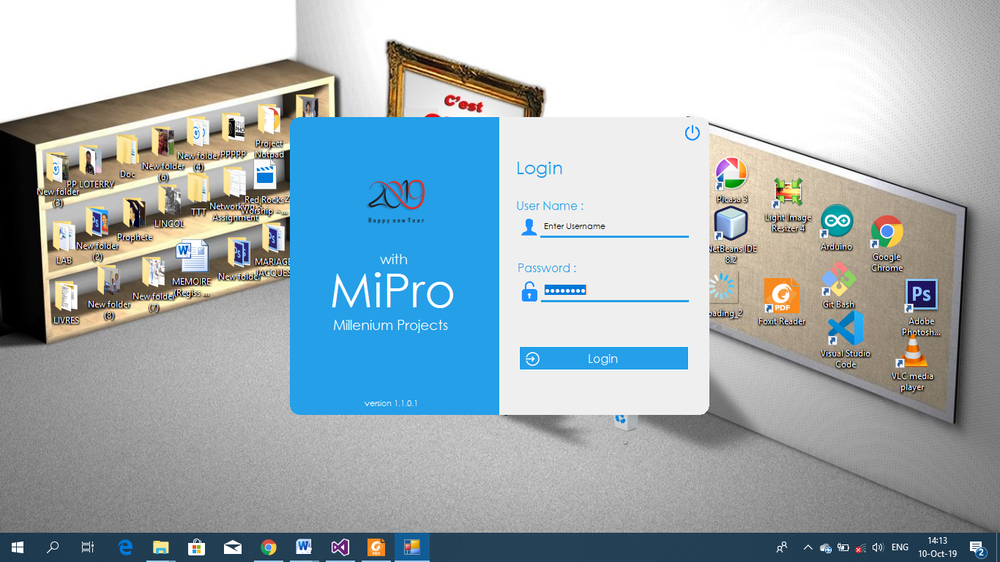 C'est
2019
Happy new Year
with
MiPro
Millenium Projects
version 1.1.0.1
Login
User Name :
Enter Username
Password :
Login
New folder
(3)
PP LOTERRY
Doc
New folder
(6)
New folder
(4)
PPPPP
Project
Notpad
LAB
New folder
(2)
Prophete
LINGOL
TTT
Networking
Assignment
Red Rocks
Worship ~...
LIVRES
New folder
(8)
New folder
(7)
MEMOIRE
(Regiss ...
New folder
MARIAGE
JACQUES
Picasa 3
Light Image
Resizer 4
NetBeans IDE
8.2
Arduino
Google
Chrome
oading_2
PDF
Foxit Reader
Git Bash
Ps
Adobe
Photosh...
Visual Studio
Code
VLC media
player
ENG
14:13
10-Oct-19
2